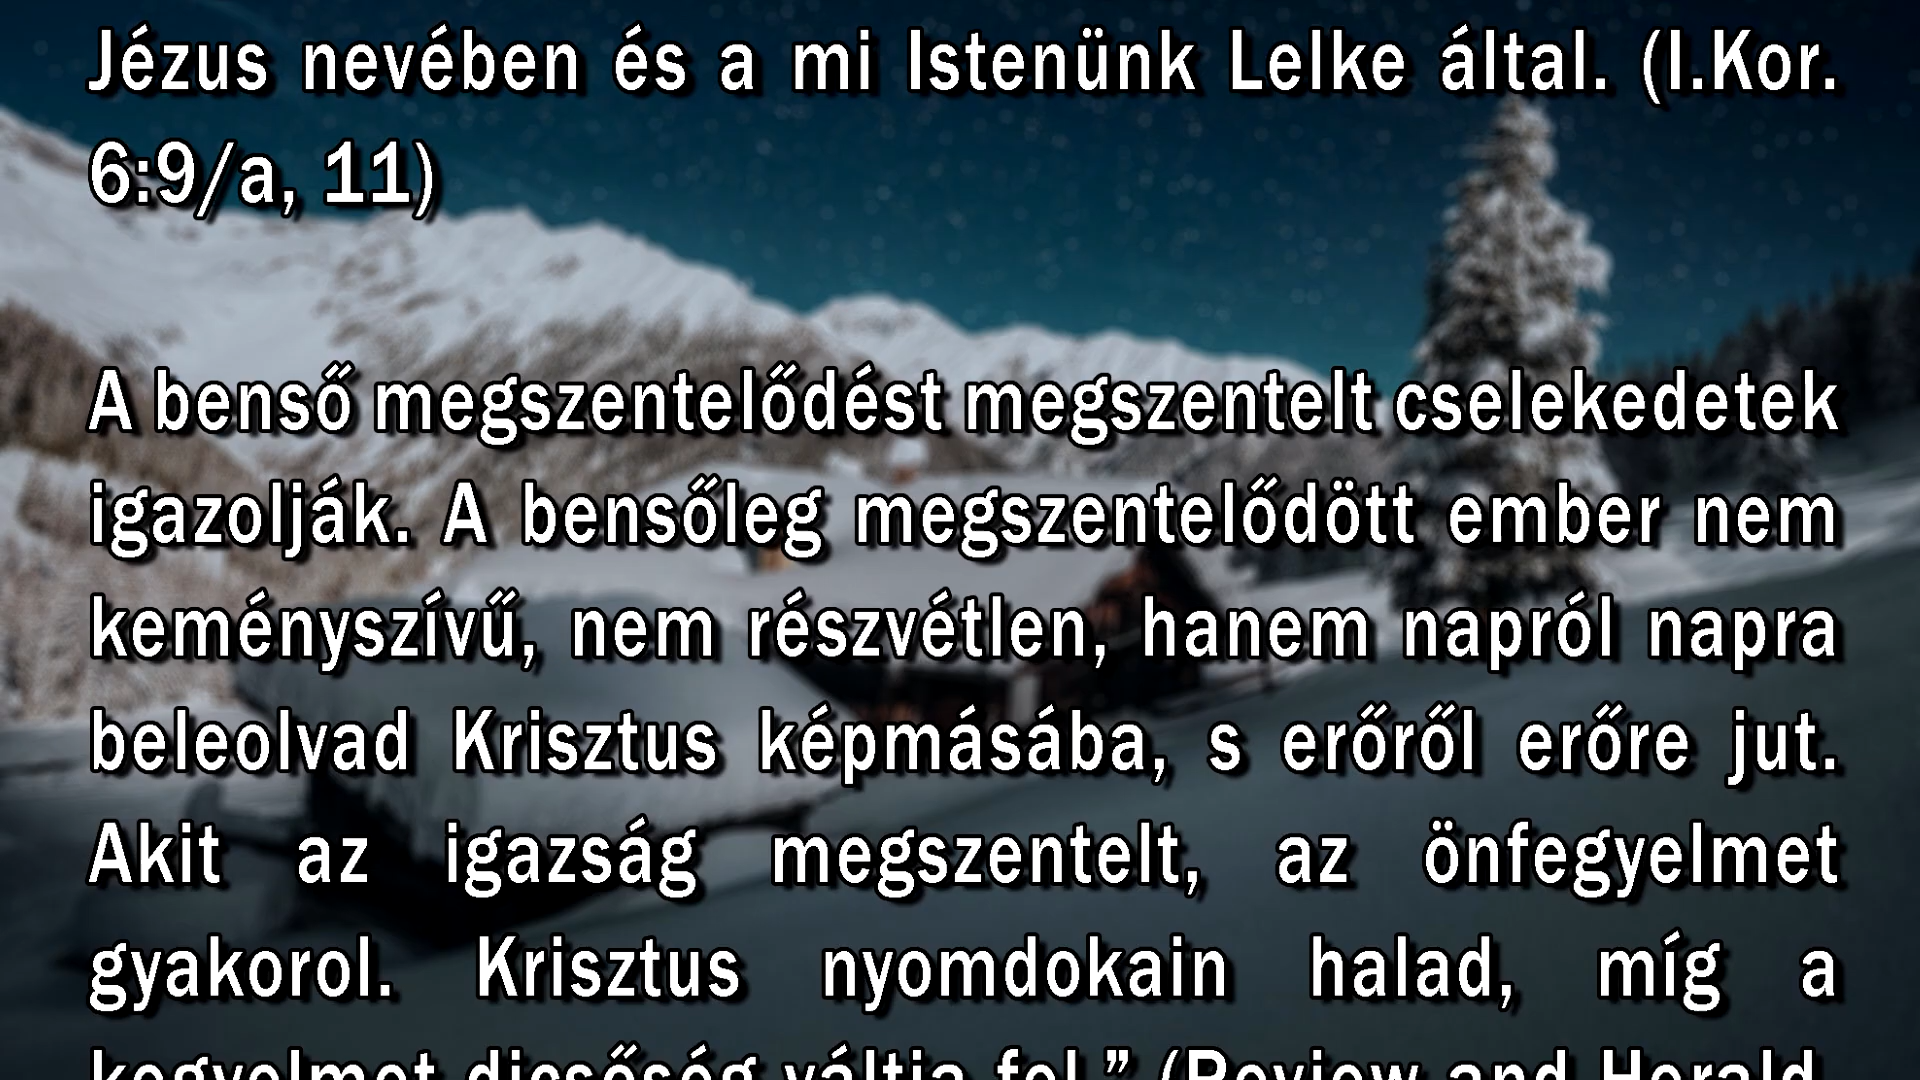 Jézus nevében és a mi Istenünk Lelke által. (I.Kor.
6:9/a, 11)
A benső megszentelődést megszentelt cselekedetek
igazolják. A bensőleg megszentelődött ember nem
keményszívű, nem részvétlen, hanem napról napra
beleolvad Krisztus képmásába, s erőről erőre jut.
Akit az igazság megszentelt, az önfegyelmet
gyakorol. Krisztus nyomdokain halad, míg a
kegyelmet dicsőség váltja fel.” (Review and Herald,